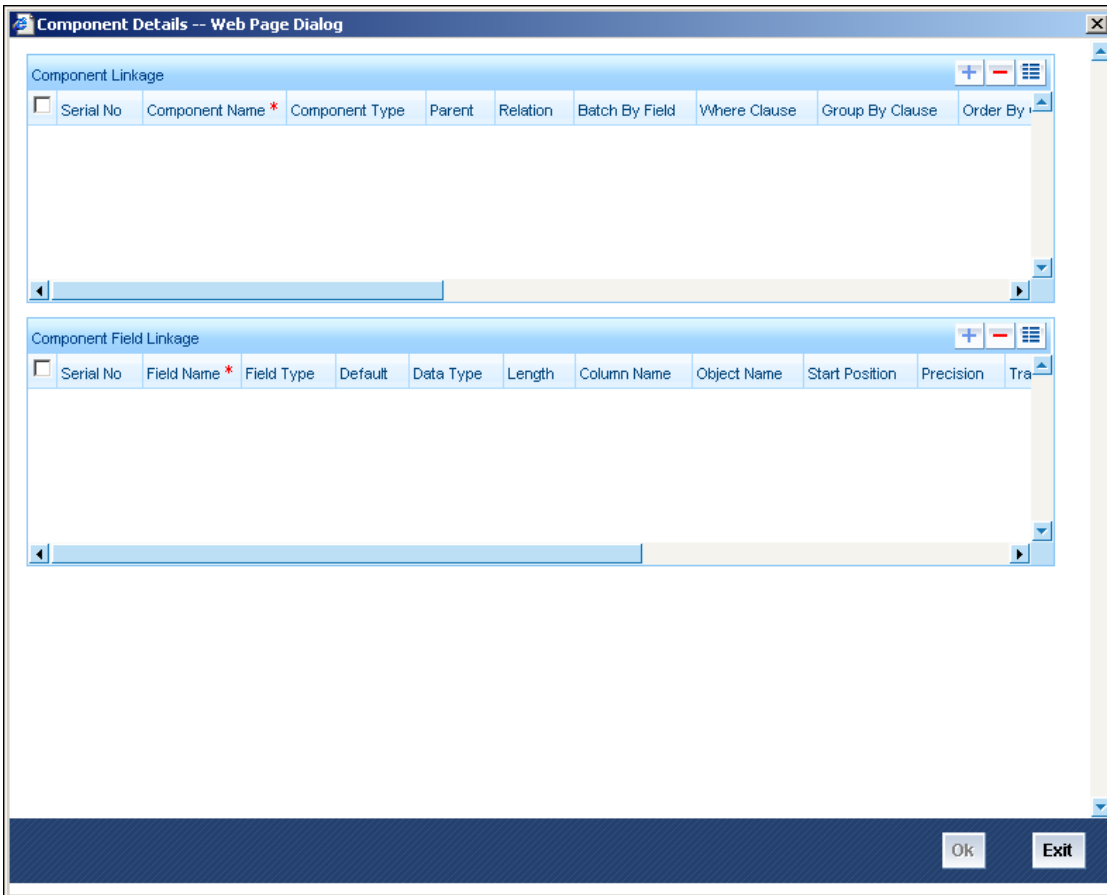 Component Details -- Web Page Dialog
Component Linkage
Serial No Component Name * Component Type Parent Relation Batch By Field Where Clause Group By Clause Order By
Component Field Linkage
Serial No Field Name * Field Type Default Data Type Length Column Name Object Name Start Position Precision Tra
Ok Exit